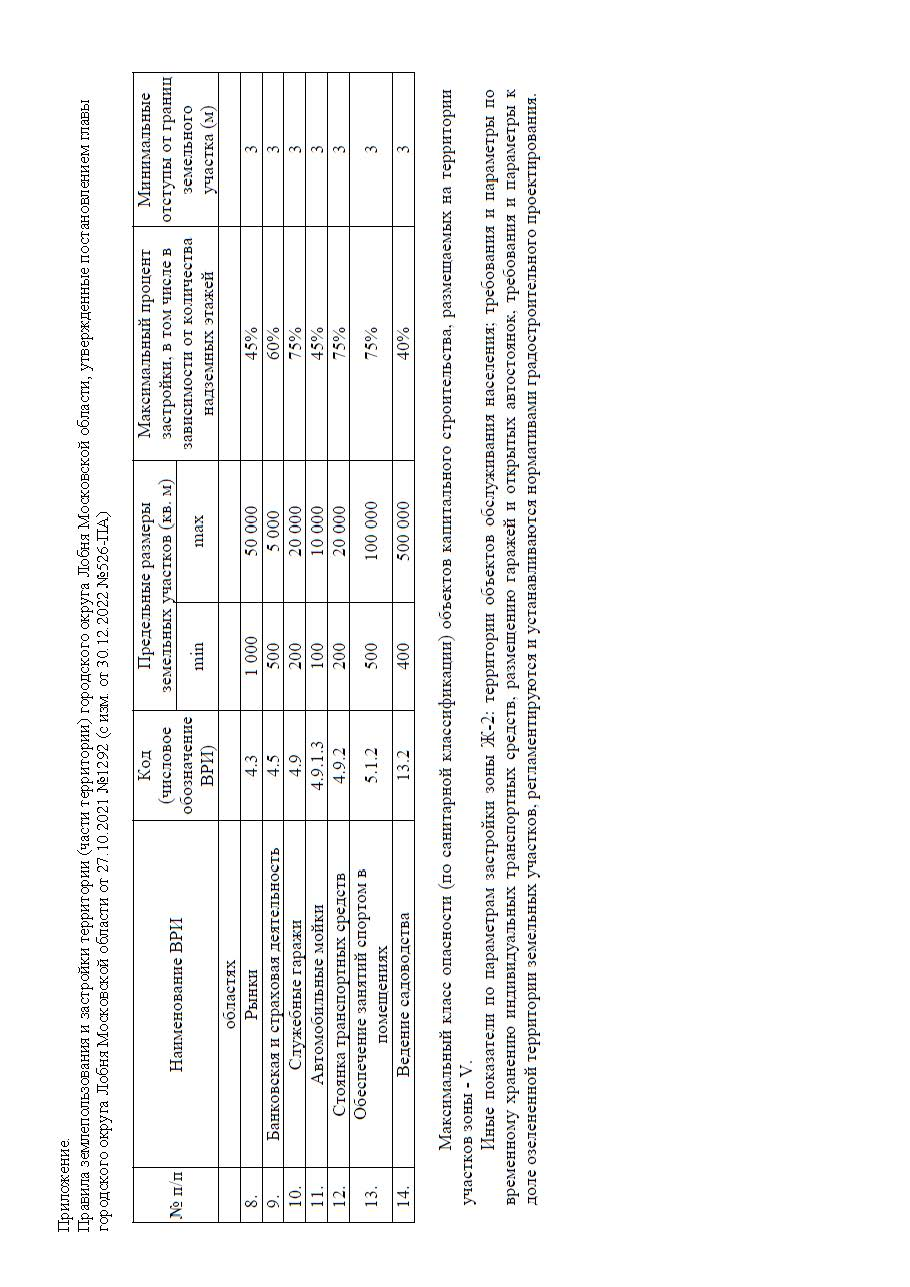 Приложение.
Правила землепользования и застройки территории (части территории) городского округа Лобня Московской области, утвержденные постановлением главы
городского округа Лобня Московской области от 27.10.2021 №1292 (с изм. от 30.12.2022 №526-ПА)
№ п/п
Наименование ВРИ
Код
(числовое
обозначение
ВРИ)
Предельные размеры
земельных участков (кв. м)
min max
Максимальный процент
застройки, в том числе в
зависимости от количества
надземных этажей
Минимальные
отступы от границ
земельного
участка (м)
областях
8. Рынки 4.3 1 000 50 000 45% 3
9. Банковская и страховая деятельность 4.5 500 5 000 60% 3
10. Служебные гаражи 4.9 200 20 000 75% 3
11. Автомобильные мойки 4.9.1.3 100 10 000 45% 3
12. Стоянка транспортных средств 4.9.2 200 20 000 75% 3
13. Обеспечение занятий спортом в
помещениях 5.1.2 500 100 000 75% 3
14. Ведение садоводства 13.2 400 500 000 40% 3
Максимальный класс опасности (по санитарной классификации) объектов капитального строительства, размещаемых на территории
участков зоны - V.
Иные показатели по параметрам застройки зоны Ж-2: территории объектов обслуживания населения; требования и параметры по
временному хранению индивидуальных транспортных средств, размещению гаражей и открытых автостоянок, требования и параметры к
доле озелененной территории земельных участков, регламентируются и устанавливаются нормативами градостроительного проектирования.